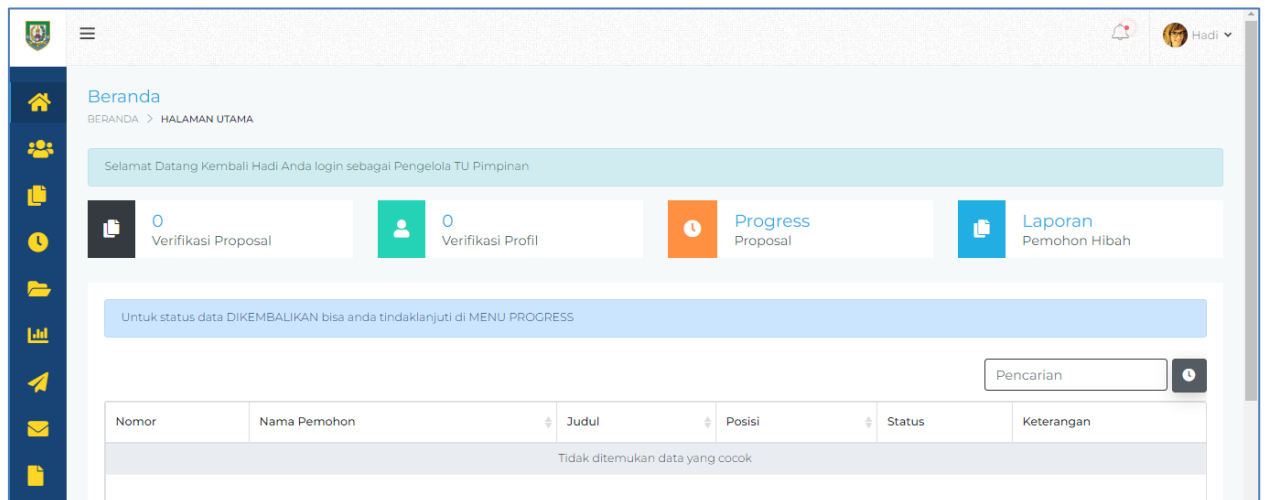 Hadi
Beranda
BERANDA > HALAMAN UTAMA
Selamat Datang Kembali Hadi Anda login sebagai Pengelola TU Pimpinan
0
Verifikasi Proposal
0
Verifikasi Profil
Progress
Proposal
Laporan
Pemohon Hibah
Untuk status data DIKEMBALIKAN bisa anda tindaklanjuti di MENU PROGRESS
Pencarian
Nomor Nama Pemohon Judul Posisi Status Keterangan
Tidak ditemukan data yang cocok